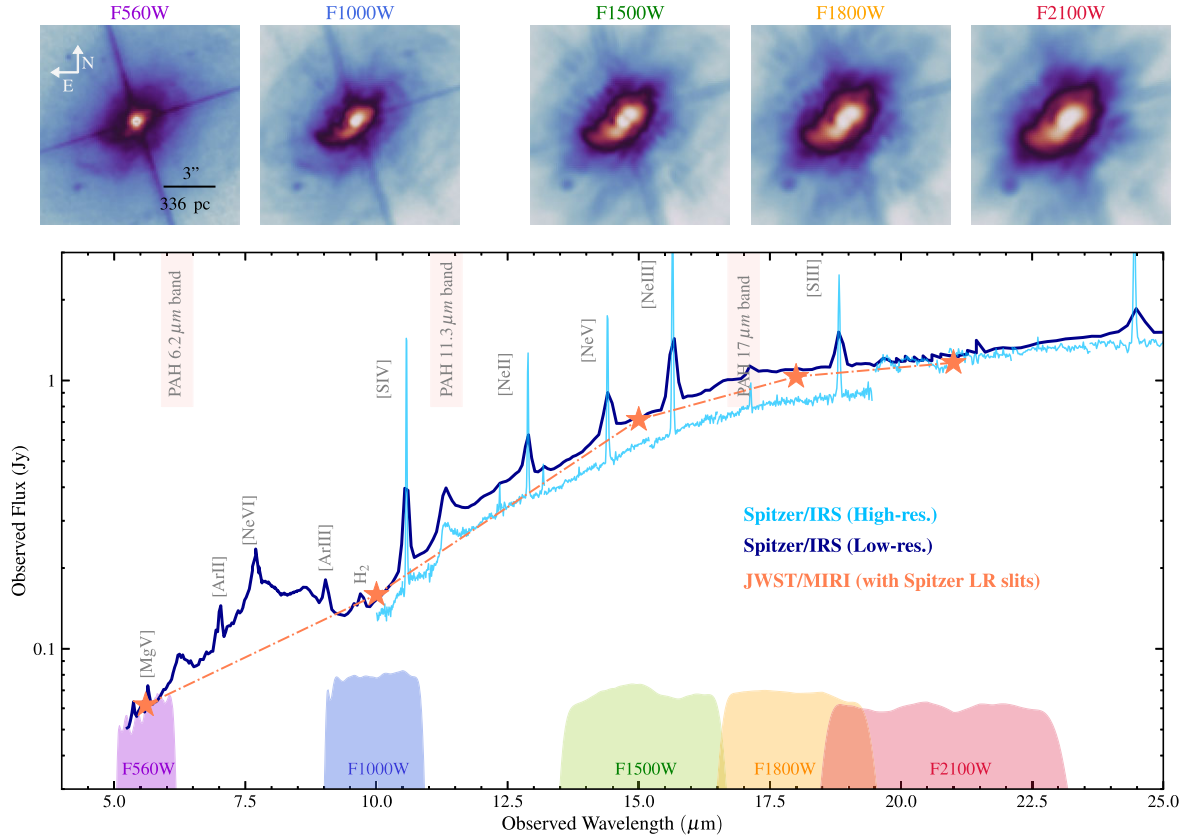 F560W
F1000W
F1500W
F1800W
F2100W
N
E
3”
336 pc
PAH 6.2 μm band
PAH 11.3 μm band
PAH 17 μm band
[MgV]
[ArII]
[NeVI]
[ArIII]
H2
[SIV]
[NeII]
[NeV]
[NeIII]
[SIII]
Observed Flux (Jy)
1
0.1
Spitzer/IRS (High-res.)
Spitzer/IRS (Low-res.)
JWST/MIRI (with Spitzer LR slits)
F560W
F1000W
F1500W
F1800W
F2100W
5.0
7.5
10.0
12.5
15.0
17.5
20.0
22.5
25.0
Observed Wavelength (μm)